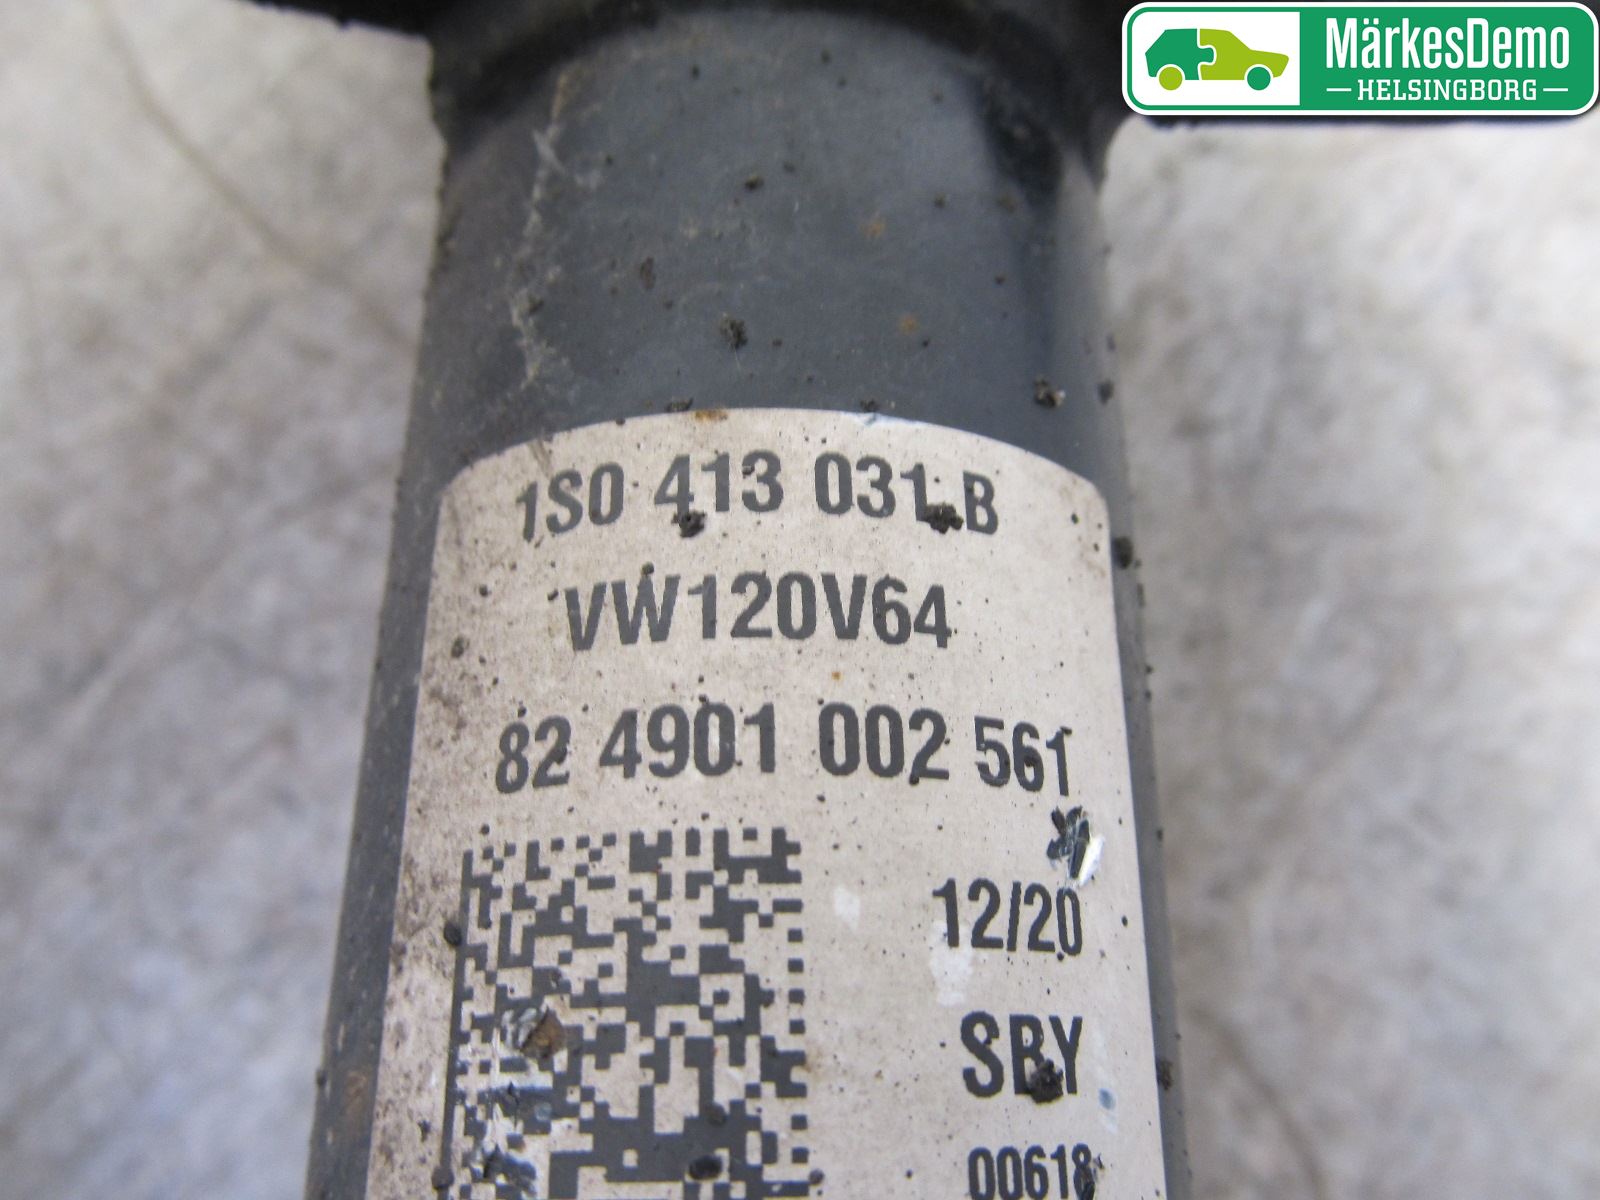 MärkesDemo
HELSINGBORG
1S0 413 031 B
VW120V64
82 4901 002 561
12/20
SBY
00618